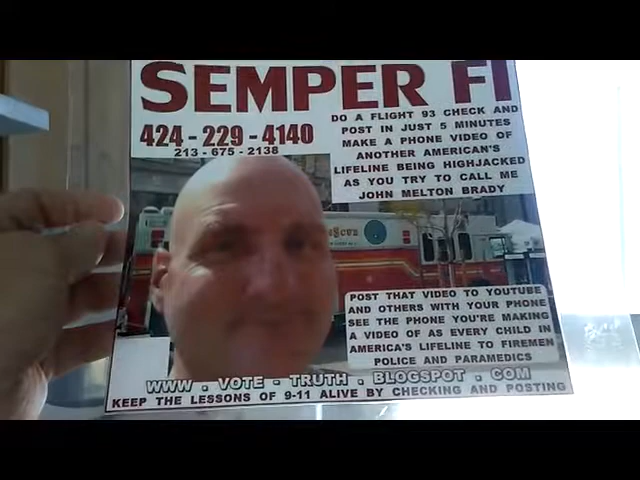 SEMPER FI
424 - 229 - 4140
213 - 675 - 2138
DO A FLIGHT 93 CHECK AND
POST IN JUST 5 MINUTES
MAKE A PHONE VIDEO OF
ANOTHER AMERICAN'S
LIFELINE BEING HIGHJACKED
AS YOU TRY TO CALL ME
JOHN MELTON BRADY
RESCUE
POST THAT VIDEO TO YOUTUBE
AND OTHERS WITH YOUR PHONE
SEE THE PHONE YOU'RE MAKING
A VIDEO OF AS EVERY CHILD IN
AMERICA'S LIFELINE TO FIREMEN
POLICE AND PARAMEDICS
WWW . VOTE - TRUTH . BLOGSPOT . COM
KEEP THE LESSONS OF 9-11 ALIVE BY CHECKING AND POSTING